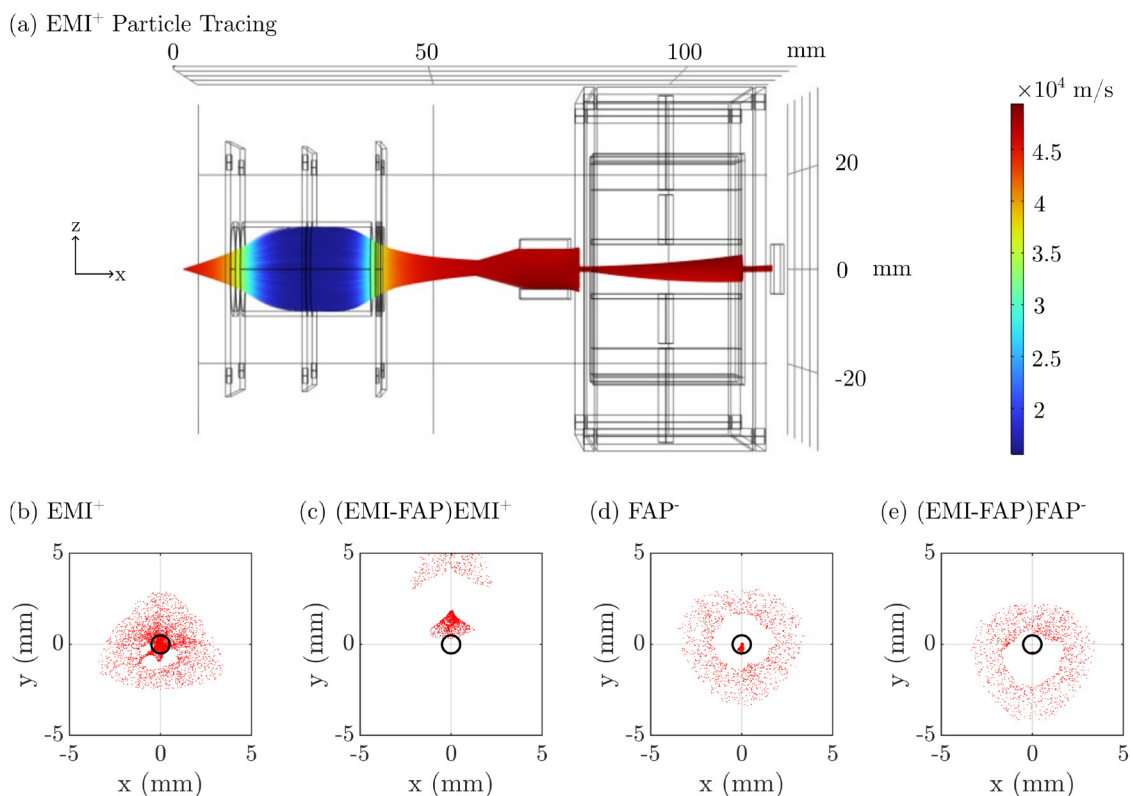 (a) EMI⁺ Particle Tracing
0 50 100 mm
×10⁴ m/s
4.5
4
3.5
3
2.5
2
20
0 mm
-20
z
x
(b) EMI⁺ (c) (EMI-FAP)EMI⁺ (d) FAP⁻ (e) (EMI-FAP)FAP⁻
5 5 5 5
y (mm) y (mm) y (mm) y (mm)
0 0 0 0
-5 -5 -5 -5
-5 0 5 -5 0 5 -5 0 5 -5 0 5
x (mm) x (mm) x (mm) x (mm)